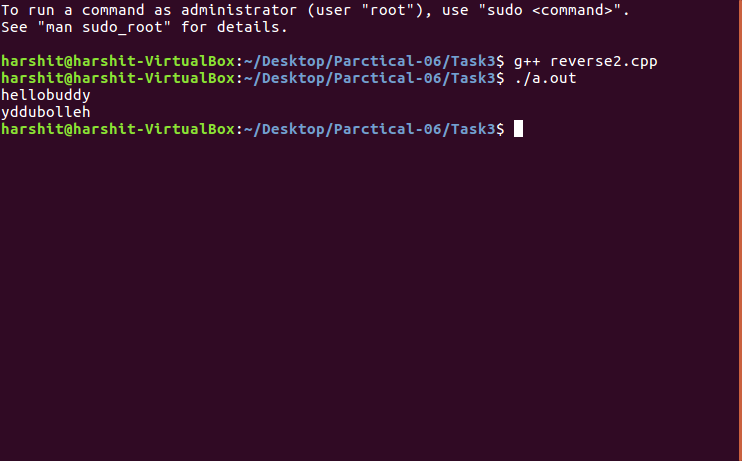 To run a command as administrator (user "root"), use "sudo <command>".
See "man sudo_root" for details.
harshit@harshit-VirtualBox:~/Desktop/Parctical-06/Task3$ g++ reverse2.cpp
harshit@harshit-VirtualBox:~/Desktop/Parctical-06/Task3$ ./a.out
hellobuddy
yddubolleh
harshit@harshit-VirtualBox:~/Desktop/Parctical-06/Task3$